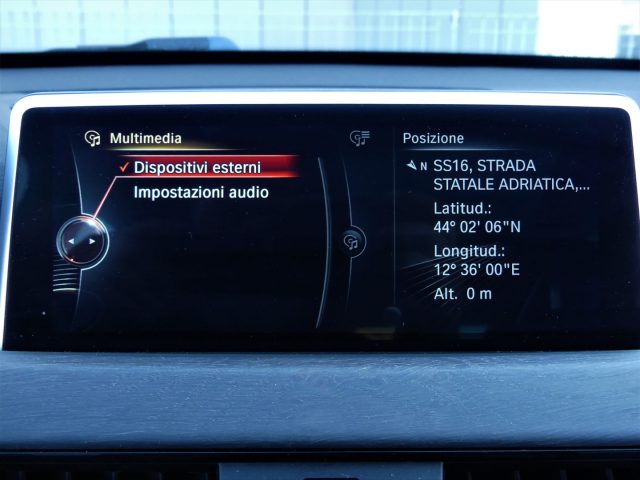 Multimedia
Dispositivi esterni
Impostazioni audio
Posizione
N SS16, STRADA
STATALE ADRIATICA,...
Latitud.:
44° 02' 06"N
Longitud.:
12° 36' 00"E
Alt. 0 m